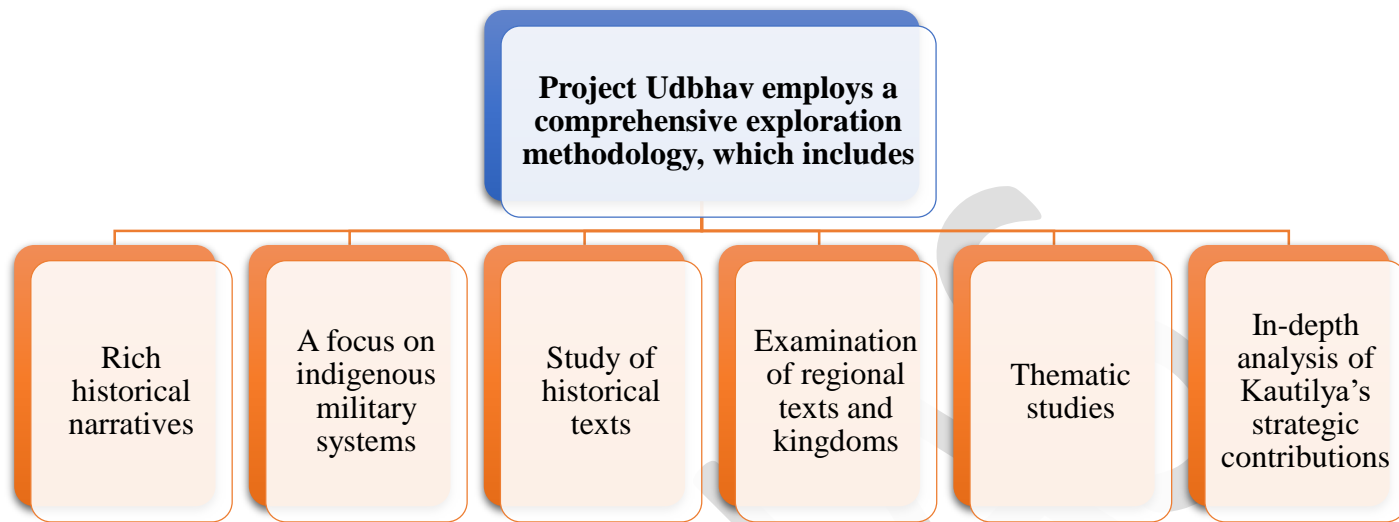 Project Udbhav employs a
comprehensive exploration
methodology, which includes
Rich
historical
narratives
A focus on
indigenous
military
systems
Study of
historical
texts
Examination
of regional
texts and
kingdoms
Thematic
studies
In-depth
analysis of
Kautilya’s
strategic
contributions